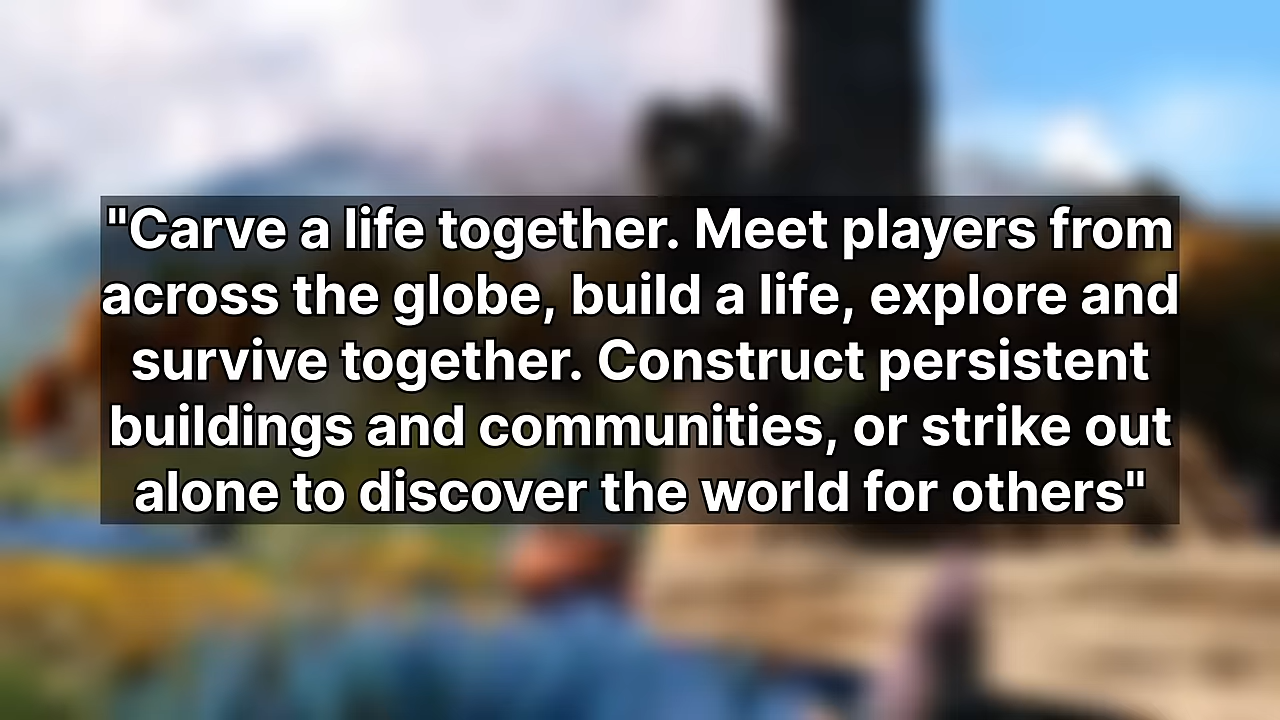 "Carve a life together. Meet players from
across the globe, build a life, explore and
survive together. Construct persistent
buildings and communities, or strike out
alone to discover the world for others"